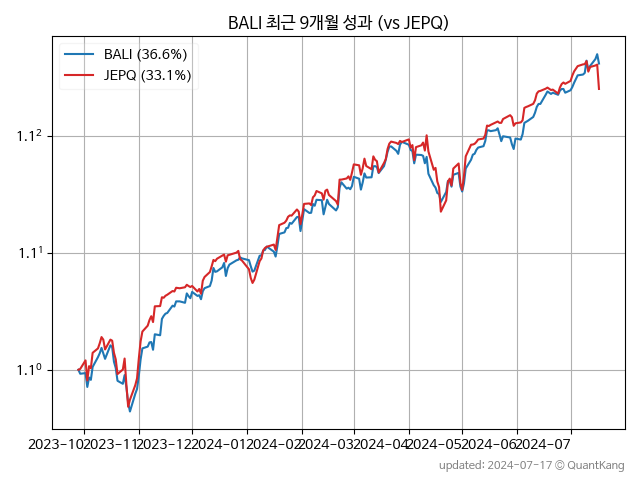 BALI 최근 9개월 성과 (vs JEPQ)
BALI (36.6%)
JEPQ (33.1%)
1.1²
1.1¹
1.1⁰
2023-10 2023-11 2023-12 2024-01 2024-02 2024-03 2024-04 2024-05 2024-06 2024-07
updated: 2024-07-17 © QuantKang